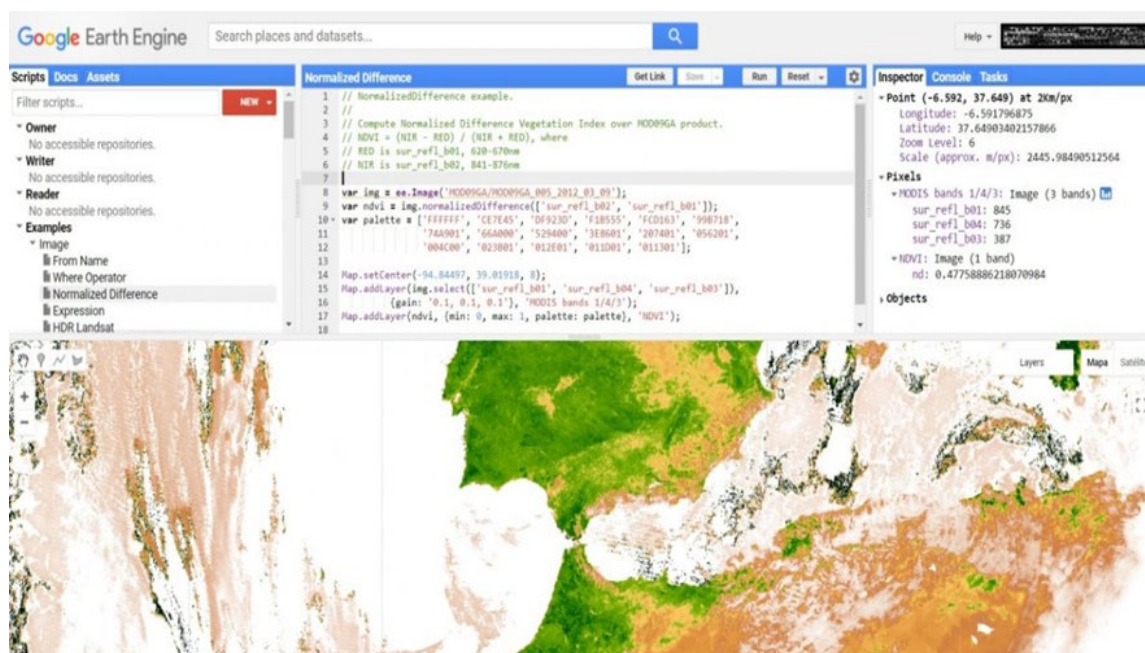 Google Earth Engine
Search places and datasets...
Help
Scripts Docs Assets
Filter scripts...
NEW
Owner
No accessible repositories.
Writer
No accessible repositories.
Reader
No accessible repositories.
Examples
Image
From Name
Where Operator
Normalized Difference
Expression
HDR Landsat
Normalized Difference
Get Link Save Run Reset
1 // NormalizedDifference example.
2 //
3 // Compute Normalized Difference Vegetation Index over MOD09GA product.
4 // NDVI = (NIR - RED) / (NIR + RED), where
5 // RED is sur_refl_b01, 620-670nm
6 // NIR is sur_refl_b02, 841-876nm
7
8 var img = ee.Image('MOD09GA/MOD09GA_005_2012_03_09');
9 var ndvi = img.normalizedDifference(['sur_refl_b02', 'sur_refl_b01']);
10 var palette = ['FFFFFF', 'CE7E45', 'DF923D', 'F1B555', 'FCD163', '99B718',
11 '74A901', '66A000', '529400', '3E8601', '207401', '056201',
12 '004C00', '023B01', '012E01', '011D01', '011301'];
13
14 Map.setCenter(-94.84497, 39.01918, 8);
15 Map.addLayer(img.select(['sur_refl_b01', 'sur_refl_b04', 'sur_refl_b03']),
16 {gain: '0.1, 0.1, 0.1'}, 'MODIS bands 1/4/3');
17 Map.addLayer(ndvi, {min: 0, max: 1, palette: palette}, 'NDVI');
18
Inspector Console Tasks
Point (-6.592, 37.649) at 2Km/px
Longitude: -6.591796875
Latitude: 37.64903402157866
Zoom Level: 6
Scale (approx. m/px): 2445.98490512564
Pixels
MODIS bands 1/4/3: Image (3 bands)
sur_refl_b01: 845
sur_refl_b04: 736
sur_refl_b03: 387
NDVI: Image (1 band)
nd: 0.47758886218070984
Objects
Layers
Mapa Satélit